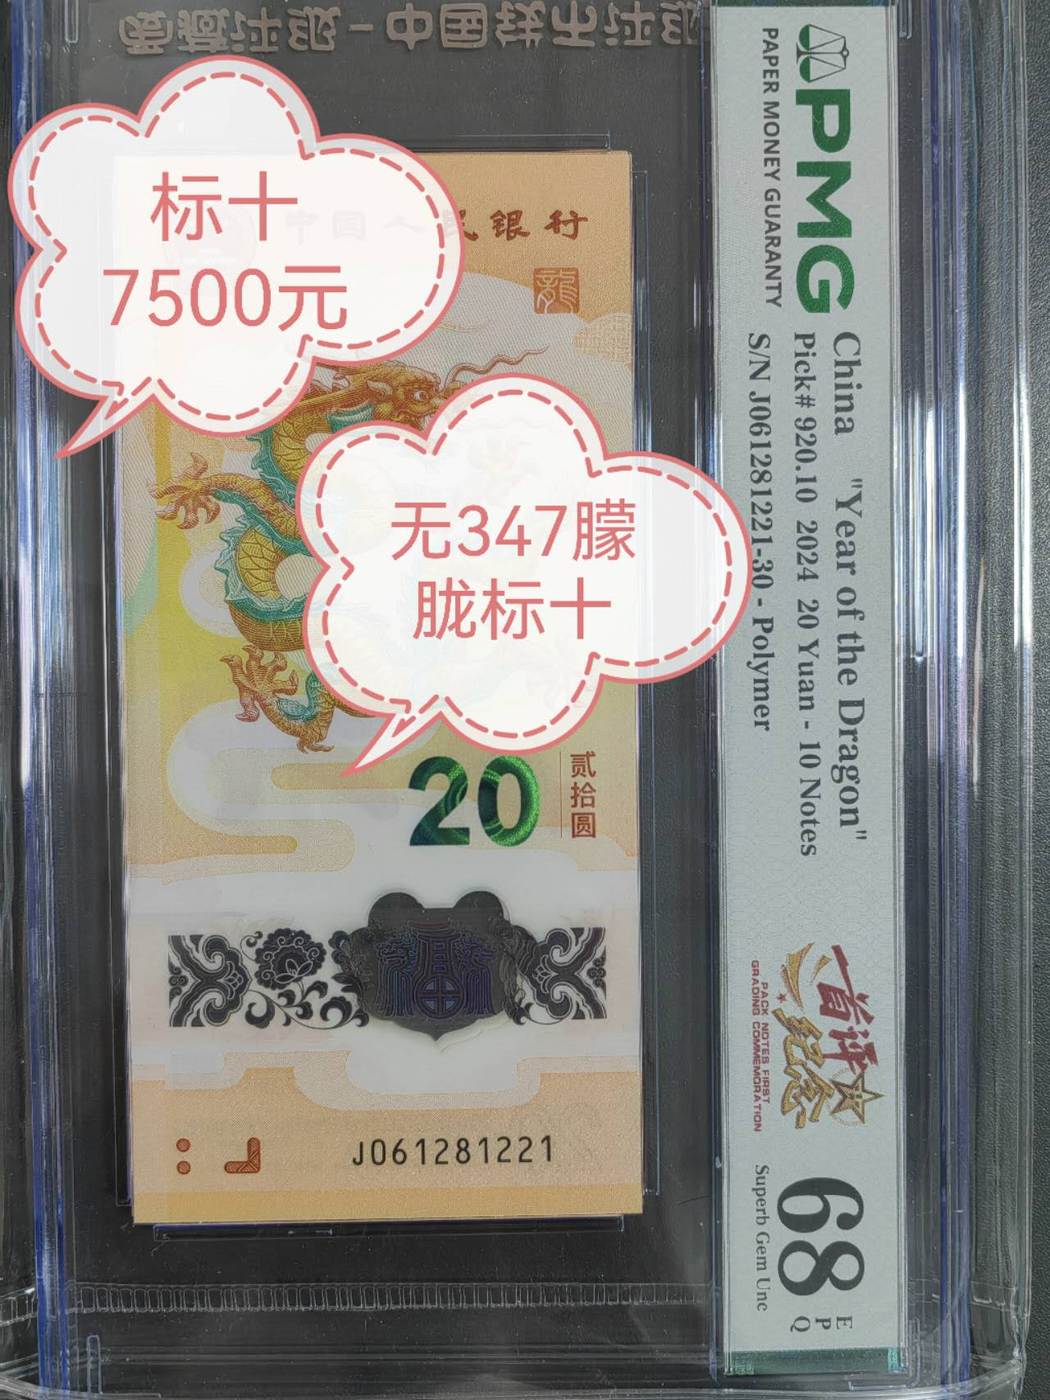 标十
7500元
无347朦
胧标十
中国人民银行
龍
20
贰拾圆
J061281221
PMG
PAPER MONEY GUARANTY
China "Year of the Dragon"
Pick# 920.10 2024 20 Yuan - 10 Notes
S/N J061281221-30 - Polymer
首评
纪念
PACK NOTES FIRST
GRADING COMMEMORATION
68
EPQ
Superb Gem Unc